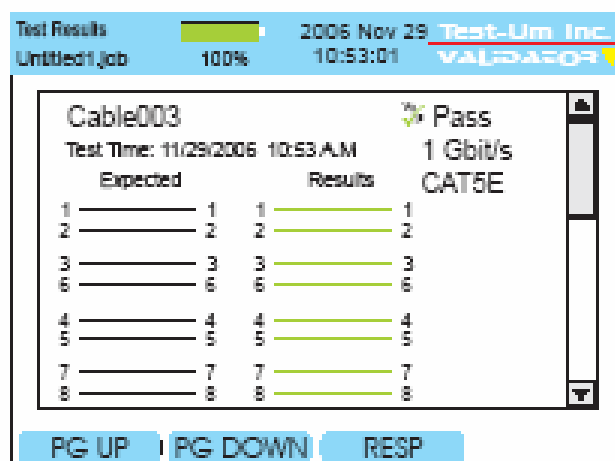 Test Results 2006 Nov 29 Test-Um Inc.
Untitled1.job 100% 10:53:01 VALIDATOR
Cable003 Pass
Test Time: 11/29/2006 10:53 A.M 1 Gbit/s
Expected Results CAT5E
1 1 1 1
2 2 2 2
3 3 3 3
6 6 6 6
4 4 4 4
5 5 5 5
7 7 7 7
8 8 8 8
PG UP PG DOWN RESP